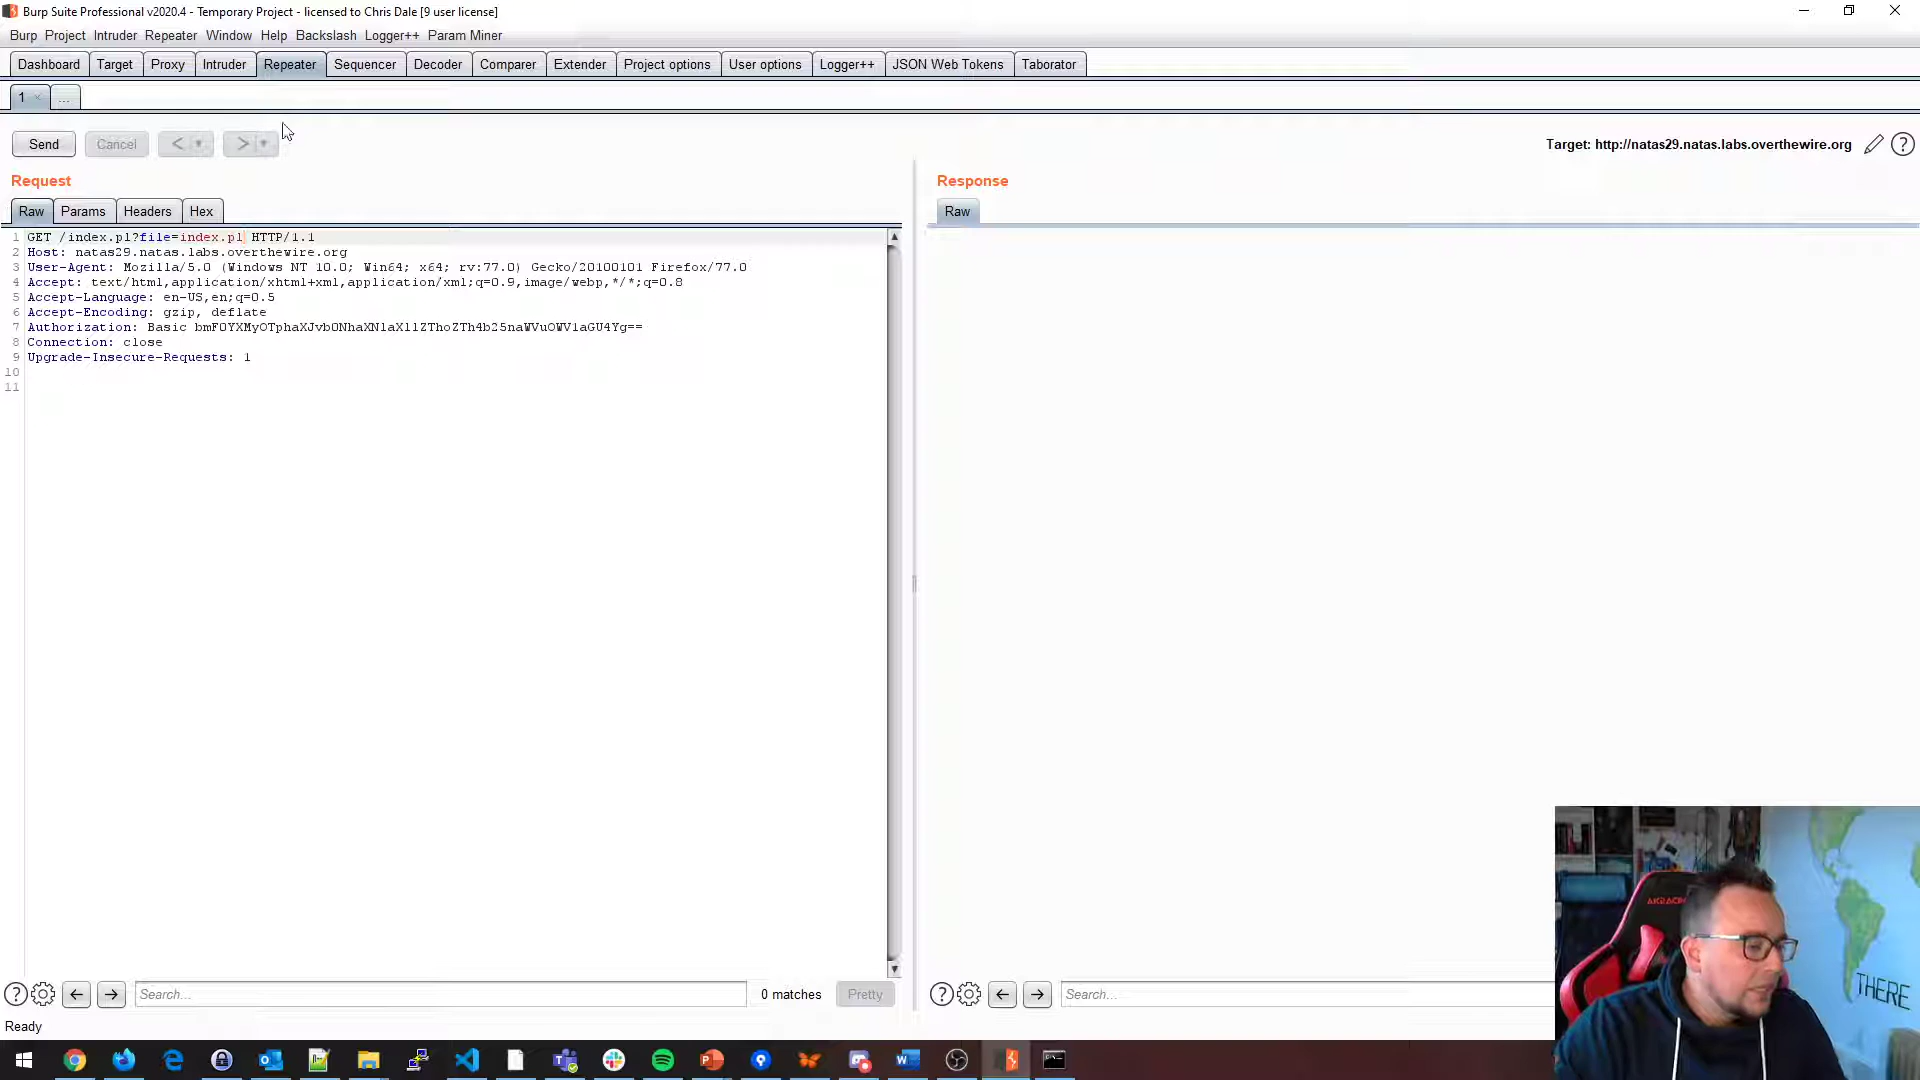 Burp Suite Professional v2020.4 - Temporary Project - licensed to Chris Dale [9 user license]
Burp Project Intruder Repeater Window Help Backslash Logger++ Param Miner
Dashboard Target Proxy Intruder Repeater Sequencer Decoder Comparer Extender Project options User options Logger++ JSON Web Tokens Taborator
1 × ...
Send Cancel < > Target: http://natas29.natas.labs.overthewire.org ?
Request
Response
Raw Params Headers Hex
Raw
1 GET /index.pl?file=index.pl HTTP/1.1
2 Host: natas29.natas.labs.overthewire.org
3 User-Agent: Mozilla/5.0 (Windows NT 10.0; Win64; x64; rv:77.0) Gecko/20100101 Firefox/77.0
4 Accept: text/html,application/xhtml+xml,application/xml;q=0.9,image/webp,*/*;q=0.8
5 Accept-Language: en-US,en;q=0.5
6 Accept-Encoding: gzip, deflate
7 Authorization: Basic bmF0YXMyOTphaXJvb0NhaXNlaXllZThoZTh4b25naWVuOWV1aGU4Yg==
8 Connection: close
9 Upgrade-Insecure-Requests: 1
10
11
? Search... 0 matches Pretty
? Search...
Ready
AKRACING
THERE